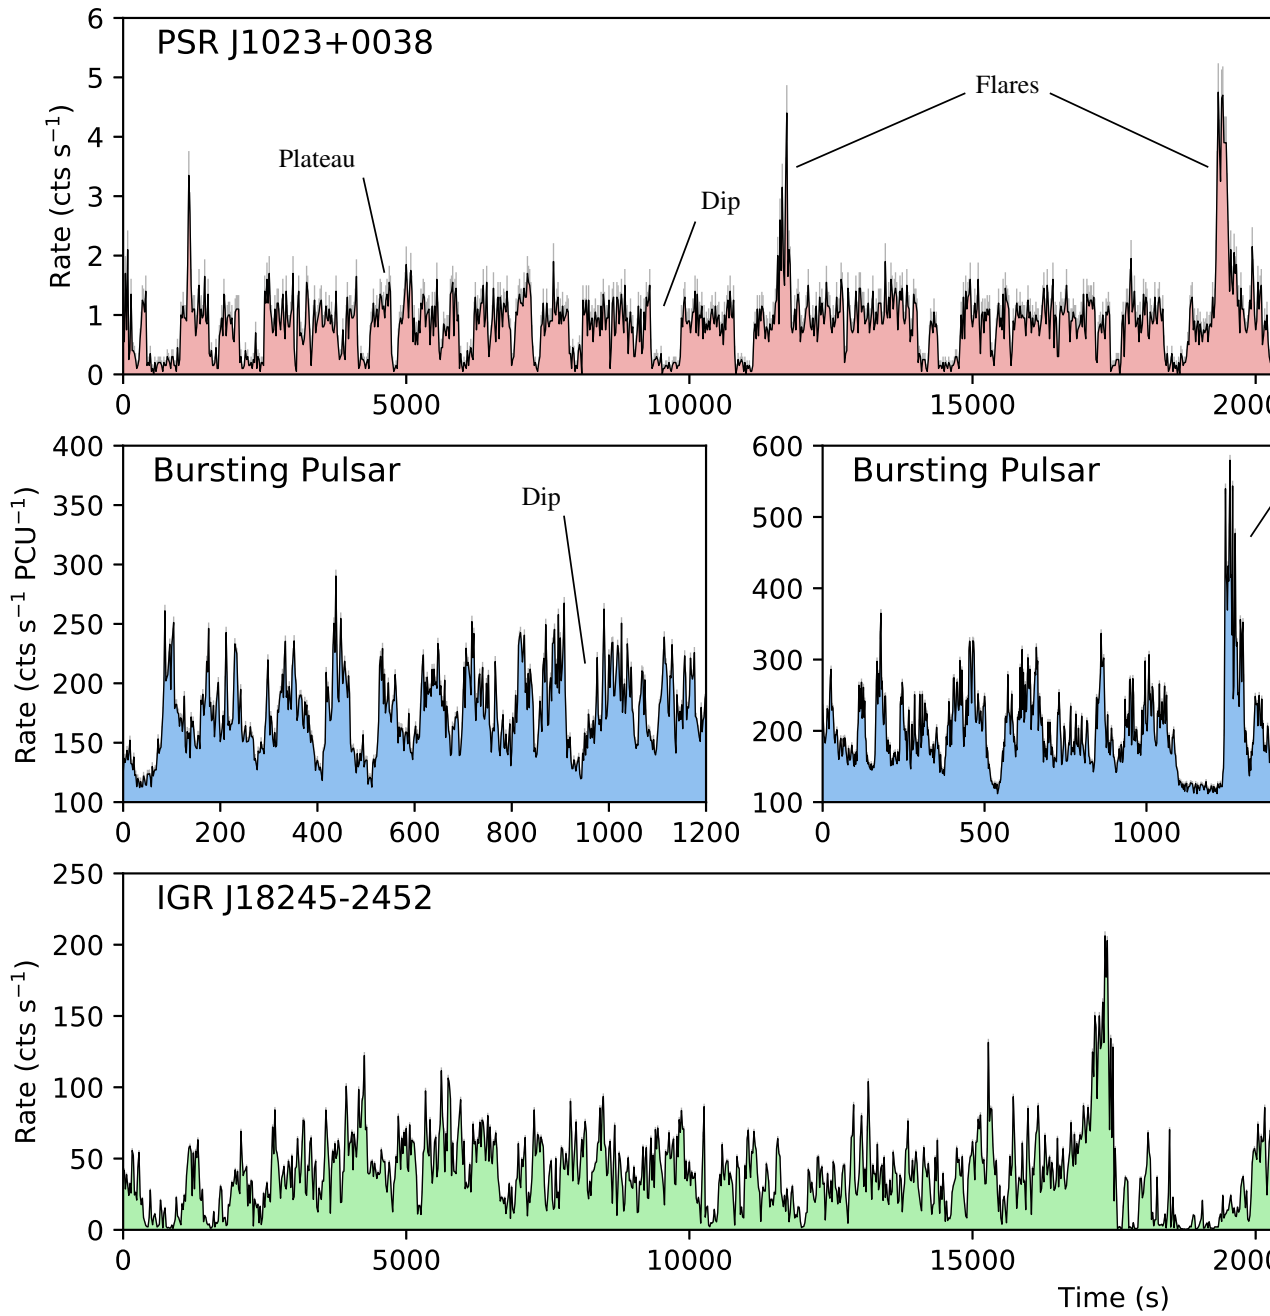 PSR J1023+0038
Rate (cts s⁻¹)
6
5
4
3
2
1
0
Plateau
Dip
Flares
0 5000 10000 15000
Bursting Pulsar
Rate (cts s⁻¹ PCU⁻¹)
400
350
300
250
200
150
100
Dip
0 200 400 600 800 1000 1200
Bursting Pulsar
600
500
400
300
200
100
0 500 1000
IGR J18245-2452
Rate (cts s⁻¹)
250
200
150
100
50
0
0 5000 10000 15000
Time (s)